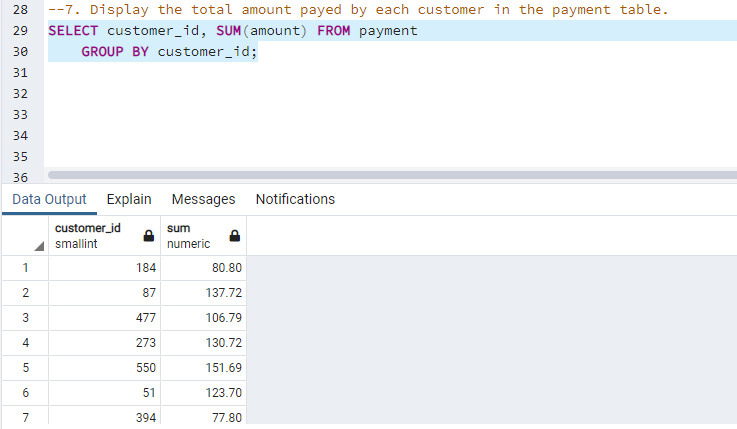 28 --7. Display the total amount payed by each customer in the payment table.
29 SELECT customer_id, SUM(amount) FROM payment
30 GROUP BY customer_id;
31
32
33
34
35
36
Data Output Explain Messages Notifications
customer_id sum
smallint numeric
1 184 80.80
2 87 137.72
3 477 106.79
4 273 130.72
5 550 151.69
6 51 123.70
7 394 77.80